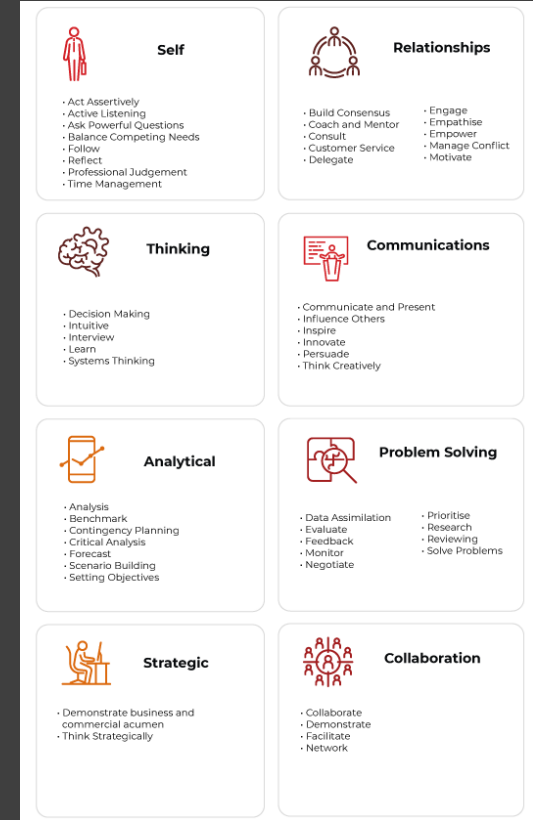 Self
• Act Assertively
• Active Listening
• Ask Powerful Questions
• Balance Competing Needs
• Follow
• Reflect
• Professional Judgement
• Time Management
Relationships
• Build Consensus
• Coach and Mentor
• Consult
• Customer Service
• Delegate
• Engage
• Empathise
• Empower
• Manage Conflict
• Motivate
Thinking
• Decision Making
• Intuitive
• Interview
• Learn
• Systems Thinking
Communications
• Communicate and Present
• Influence Others
• Inspire
• Innovate
• Persuade
• Think Creatively
Analytical
• Analysis
• Benchmark
• Contingency Planning
• Critical Analysis
• Forecast
• Scenario Building
• Setting Objectives
Problem Solving
• Data Assimilation
• Evaluate
• Feedback
• Monitor
• Negotiate
• Prioritise
• Research
• Reviewing
• Solve Problems
Strategic
• Demonstrate business and
commercial acumen
• Think Strategically
Collaboration
• Collaborate
• Demonstrate
• Facilitate
• Network